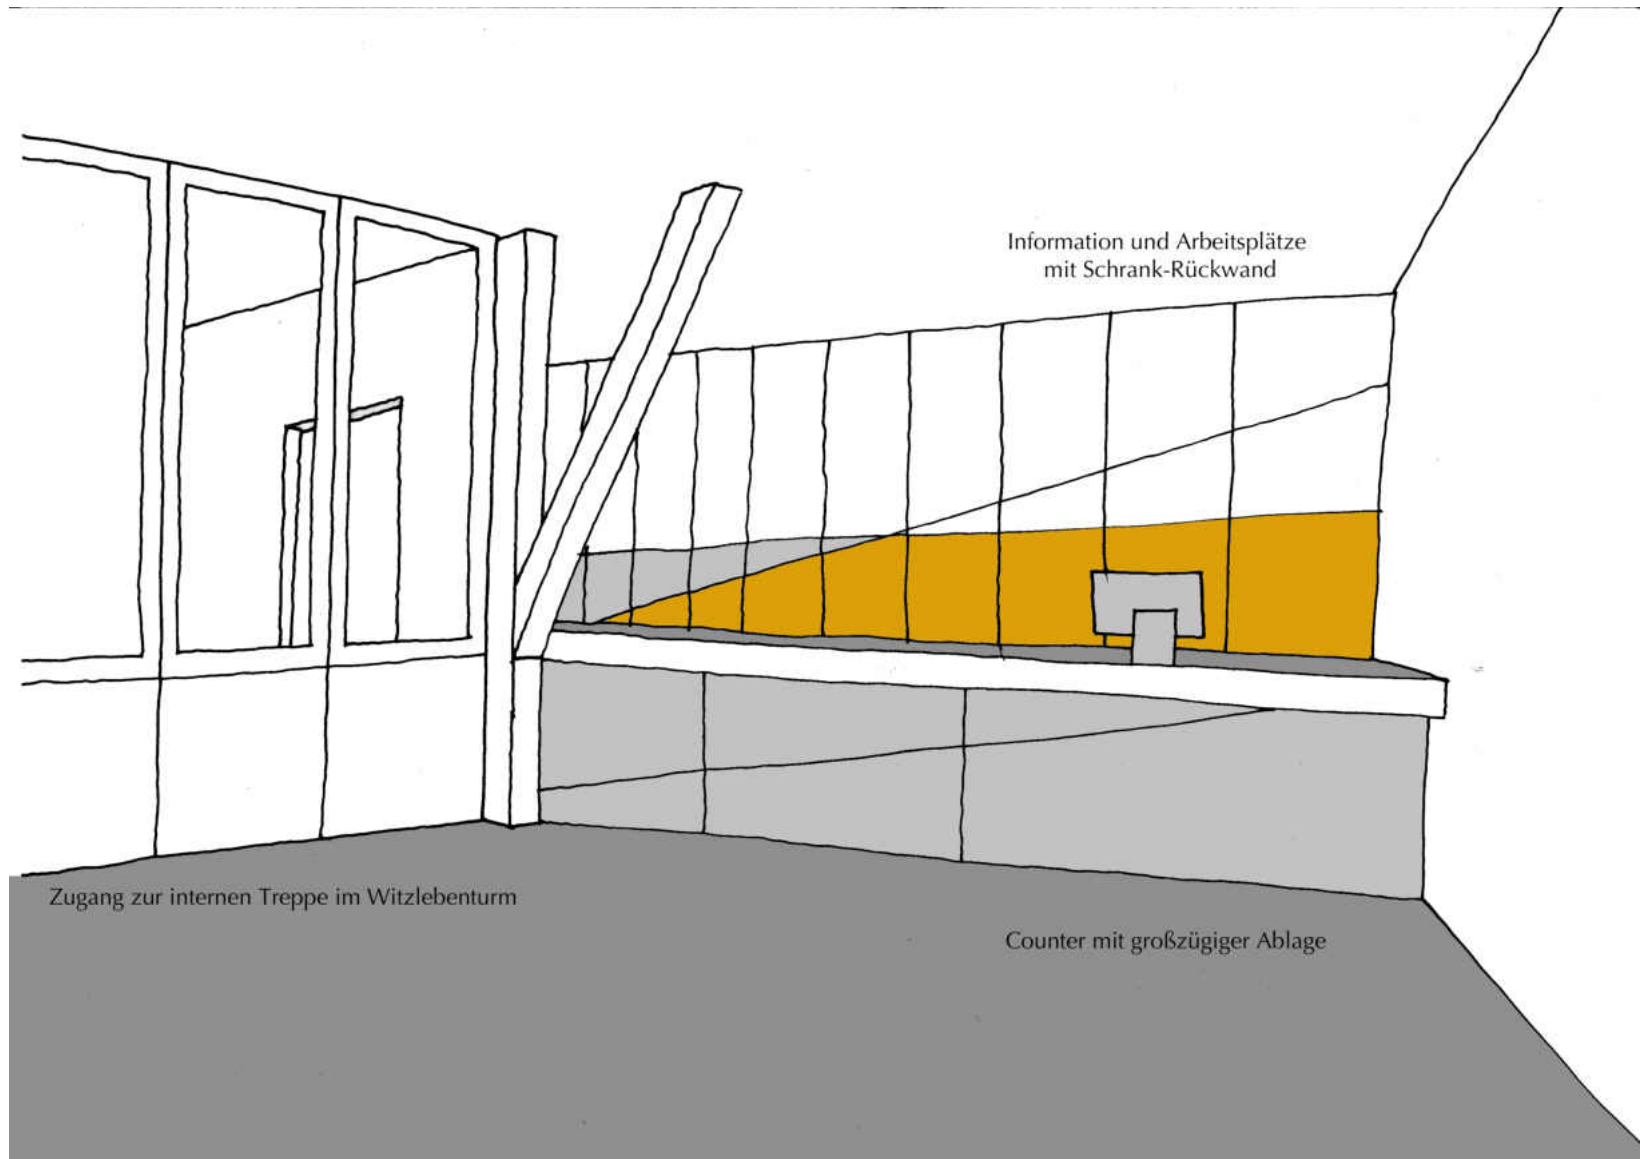 Information und Arbeitsplätze
mit Schrank-Rückwand
Zugang zur internen Treppe im Witzlebenturm
Counter mit großzügiger Ablage